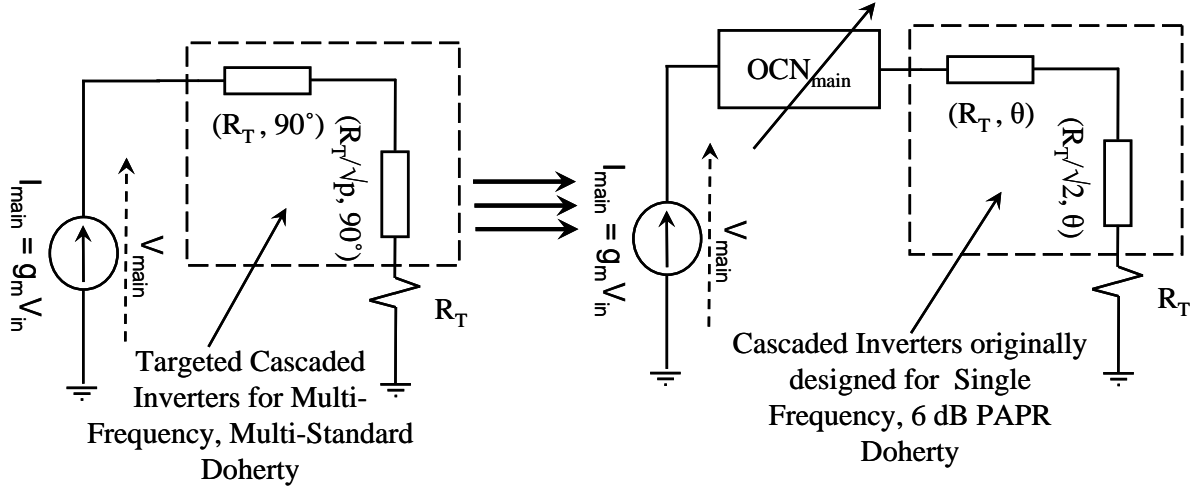 (R_T, 90°)
(R_T/√p, 90°)
I_main = g_m V_in
V_main
R_T
Targeted Cascaded
Inverters for Multi-
Frequency, Multi-Standard
Doherty
OCN_main
(R_T, θ)
(R_T/√2, θ)
I_main = g_m V_in
V_main
R_T
Cascaded Inverters originally
designed for Single
Frequency, 6 dB PAPR
Doherty